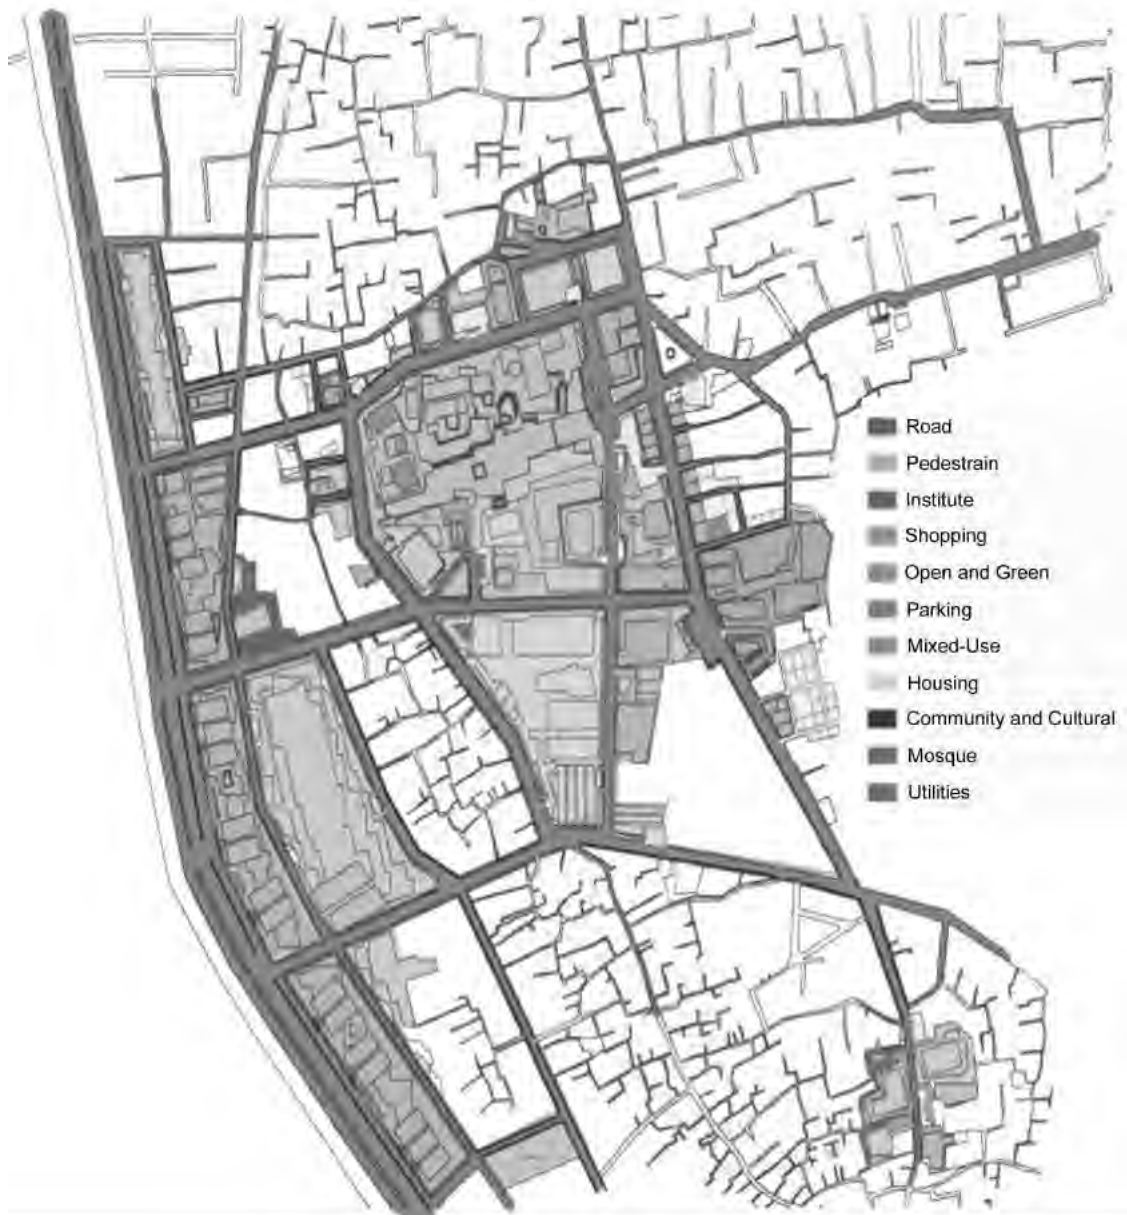 Road
Pedestrain
Institute
Shopping
Open and Green
Parking
Mixed-Use
Housing
Community and Cultural
Mosque
Utilities